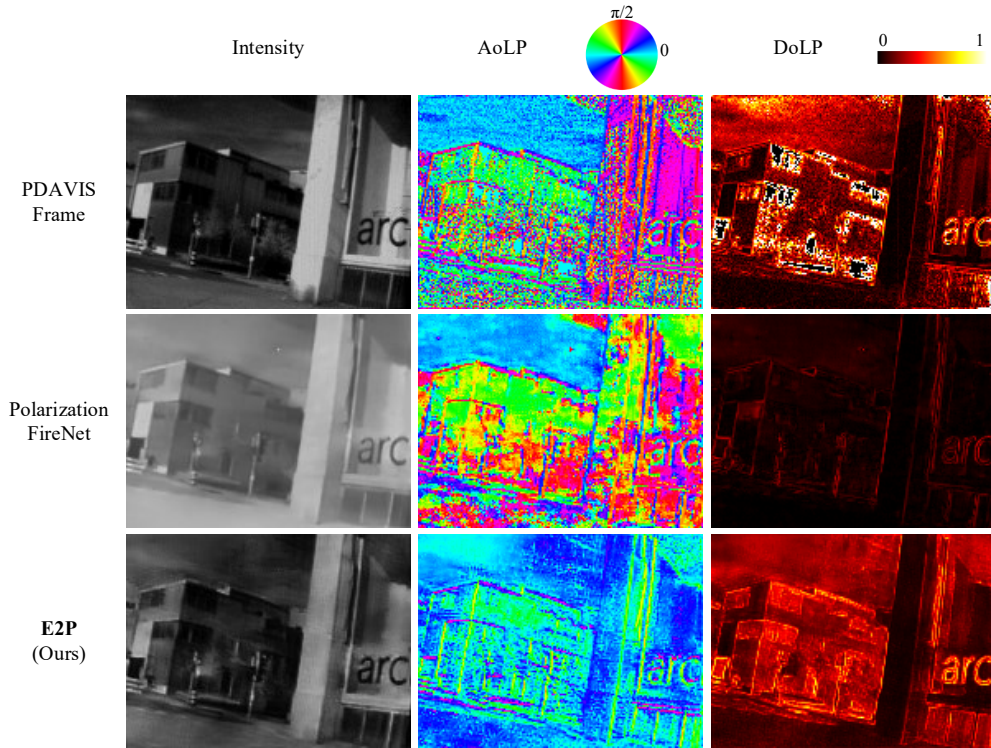 Intensity
AoLP
π/2
0
DoLP
0
1
PDAVIS
Frame
arc
arc
arc
Polarization
FireNet
arc
arc
arc
E2P
(Ours)
arc
arc
arc